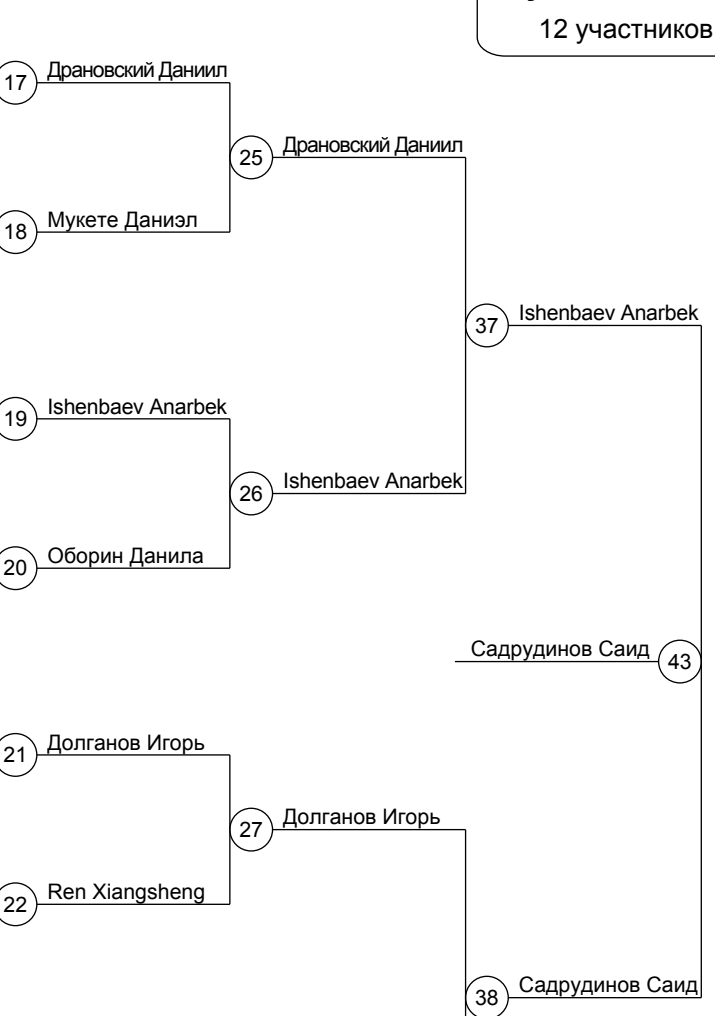 12 участников
17 Драновский Даниил
25 Драновский Даниил
18 Мукете Даниэл
37 Ishenbaev Anarbek
19 Ishenbaev Anarbek
26 Ishenbaev Anarbek
20 Оборин Данила
Садрудинов Саид 43
21 Долганов Игорь
27 Долганов Игорь
22 Ren Xiangsheng
38 Садрудинов Саид